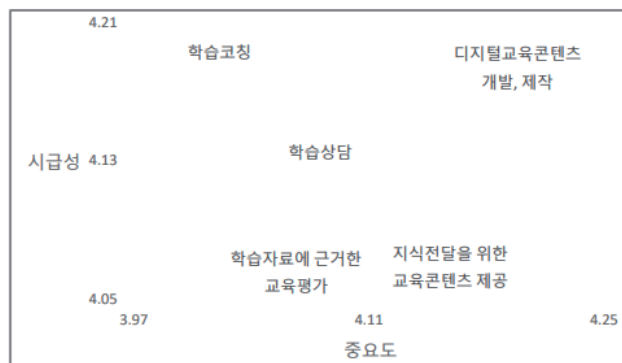 4.21
학습코칭
디지털교육콘텐츠
개발, 제작
시급성 4.13
학습상담
학습자료에 근거한
교육평가
지식전달을 위한
교육콘텐츠 제공
4.05
3.97 4.11 4.25
중요도